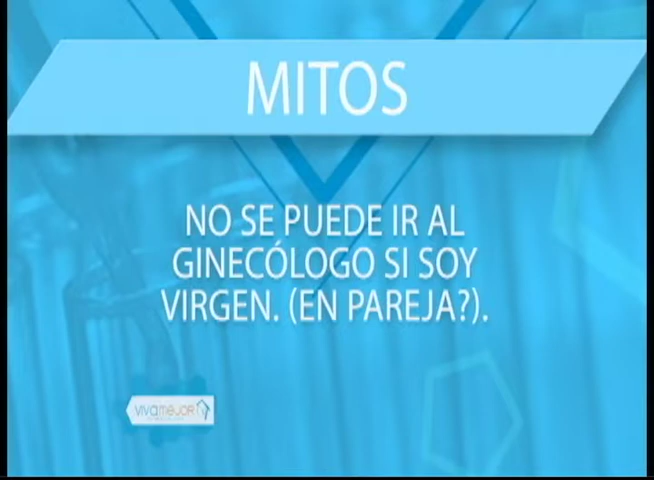 MITOS
NO SE PUEDE IR AL
GINECÓLOGO SI SOY
VIRGEN. (EN PAREJA?).
vivamejor